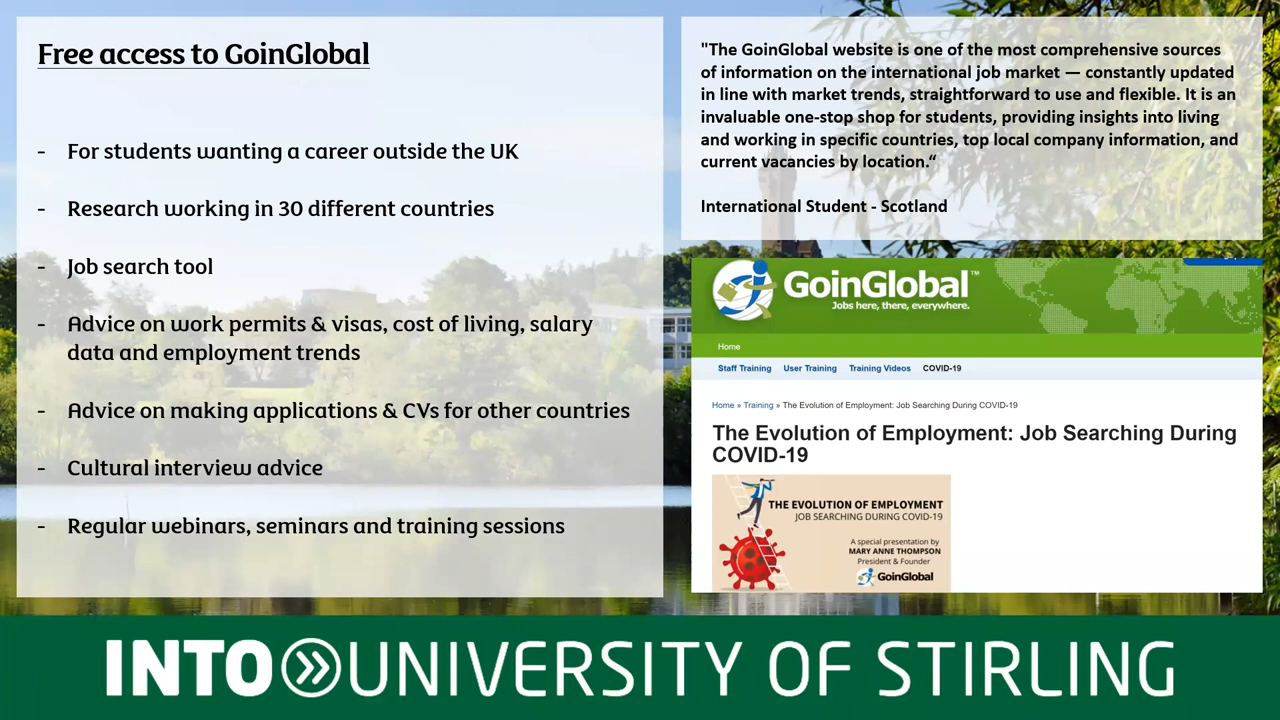 Free access to GoinGlobal
- For students wanting a career outside the UK
- Research working in 30 different countries
- Job search tool
- Advice on work permits & visas, cost of living, salary
data and employment trends
- Advice on making applications & CVs for other countries
- Cultural interview advice
- Regular webinars, seminars and training sessions
"The GoinGlobal website is one of the most comprehensive sources
of information on the international job market — constantly updated
in line with market trends, straightforward to use and flexible. It is an
invaluable one-stop shop for students, providing insights into living
and working in specific countries, top local company information, and
current vacancies by location.“
International Student - Scotland
GoinGlobal™
Jobs here, there, everywhere.
Home
Staff Training User Training Training Videos COVID-19
Home » Training » The Evolution of Employment: Job Searching During COVID-19
The Evolution of Employment: Job Searching During
COVID-19
THE EVOLUTION OF EMPLOYMENT
JOB SEARCHING DURING COVID-19
A special presentation by
MARY ANNE THOMPSON
President & Founder
GoinGlobal
INTO UNIVERSITY OF STIRLING